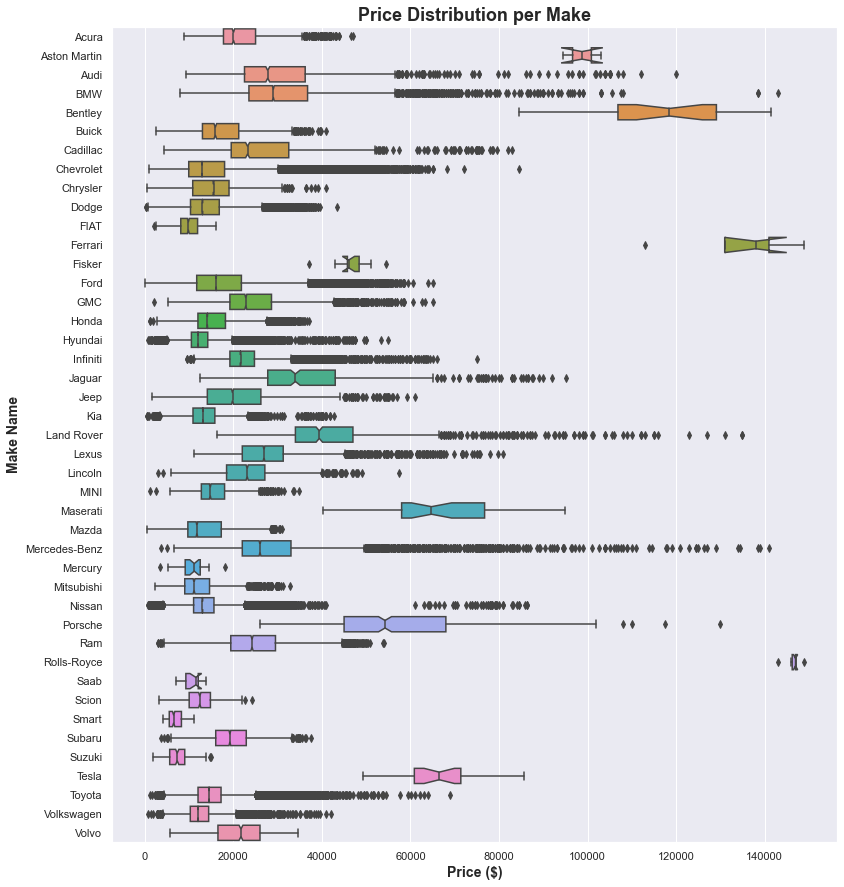 Price Distribution per Make
Acura
Aston Martin
Audi
BMW
Bentley
Buick
Cadillac
Chevrolet
Chrysler
Dodge
FIAT
Ferrari
Fisker
Ford
GMC
Honda
Hyundai
Infiniti
Jaguar
Jeep
Kia
Land Rover
Lexus
Lincoln
MINI
Maserati
Mazda
Mercedes-Benz
Mercury
Mitsubishi
Nissan
Porsche
Ram
Rolls-Royce
Saab
Scion
Smart
Subaru
Suzuki
Tesla
Toyota
Volkswagen
Volvo
Make Name
0 20000 40000 60000 80000 100000 120000 140000
Price ($)